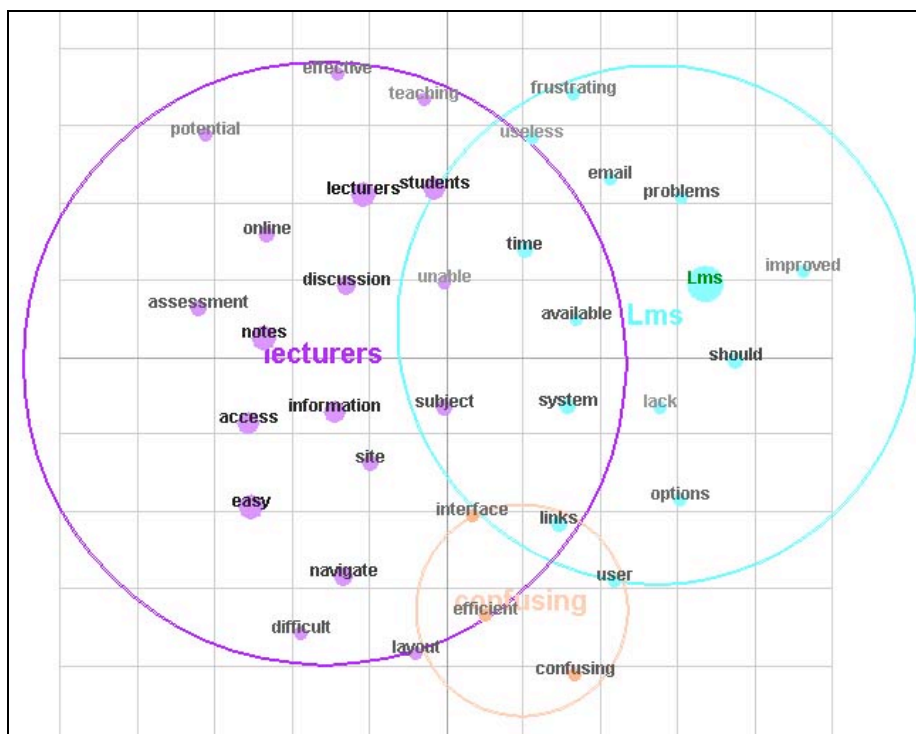 effective
teaching
frustrating
potential
useless
email
lecturers
students
problems
online
time
discussion
unable
Lms
improved
assessment
available
Lms
notes
lecturers
should
access
information
subject
system
lack
site
easy
interface
links
options
navigate
user
confusing
efficient
difficult
layout
confusing